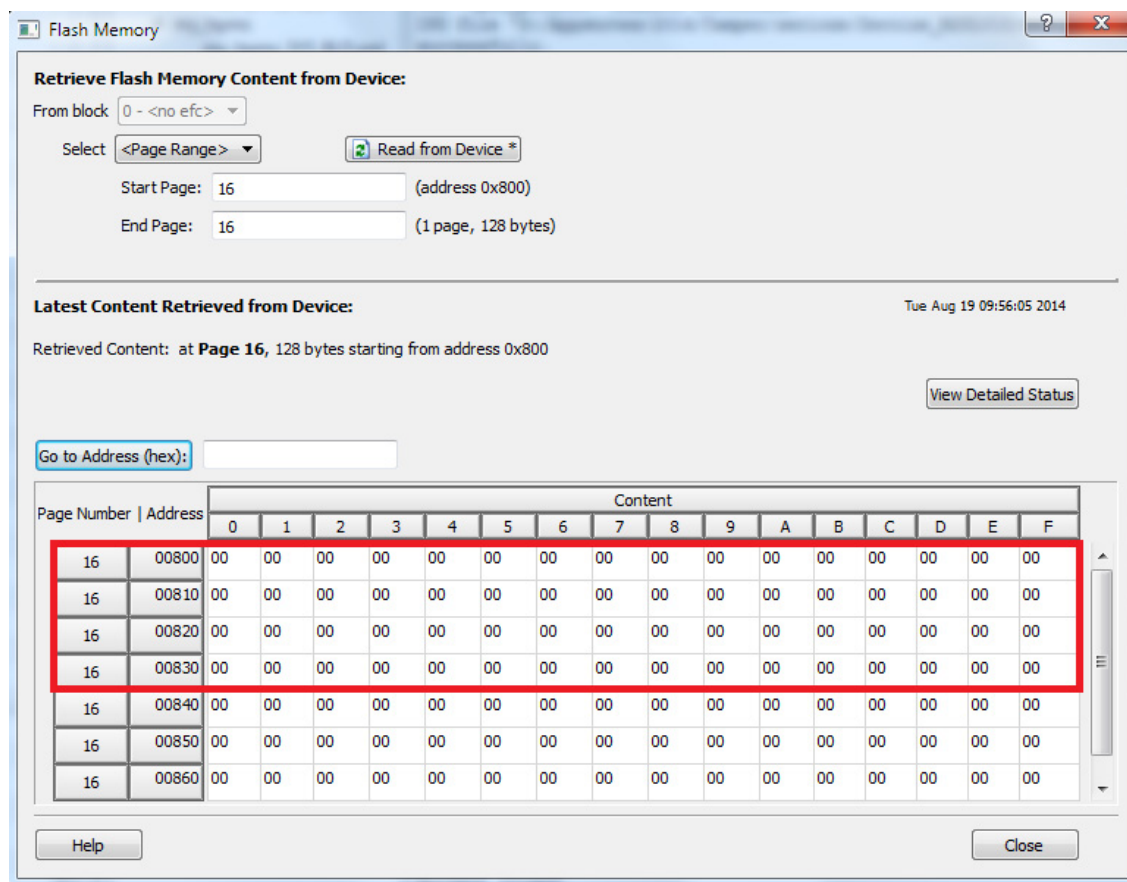 Flash Memory
Retrieve Flash Memory Content from Device:
From block 0 - <no efc>
Select <Page Range> Read from Device *
Start Page: 16 (address 0x800)
End Page: 16 (1 page, 128 bytes)
Latest Content Retrieved from Device: Tue Aug 19 09:56:05 2014
Retrieved Content: at Page 16, 128 bytes starting from address 0x800
View Detailed Status
Go to Address (hex):
Content
Page Number | Address
0 1 2 3 4 5 6 7 8 9 A B C D E F
16 00800 00 00 00 00 00 00 00 00 00 00 00 00 00 00 00 00
16 00810 00 00 00 00 00 00 00 00 00 00 00 00 00 00 00 00
16 00820 00 00 00 00 00 00 00 00 00 00 00 00 00 00 00 00
16 00830 00 00 00 00 00 00 00 00 00 00 00 00 00 00 00 00
16 00840 00 00 00 00 00 00 00 00 00 00 00 00 00 00 00 00
16 00850 00 00 00 00 00 00 00 00 00 00 00 00 00 00 00 00
16 00860 00 00 00 00 00 00 00 00 00 00 00 00 00 00 00 00
Help Close